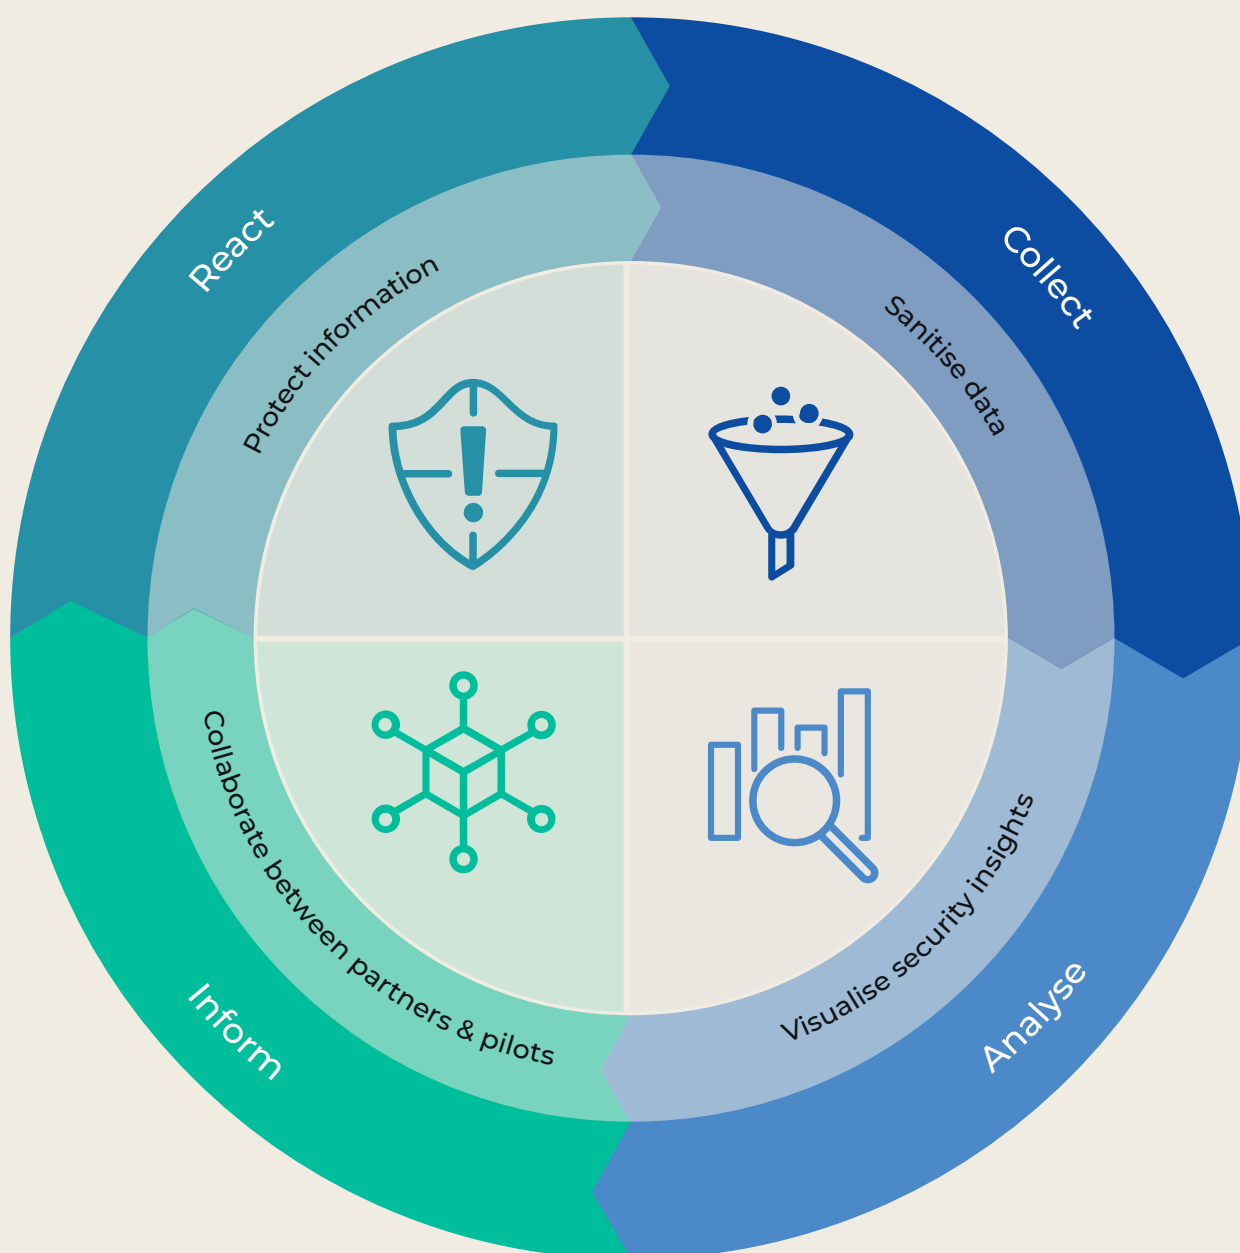 React
Protect information
Collect
Sanitise data
Analyse
Visualise security insights
Inform
Collaborate between partners & pilots